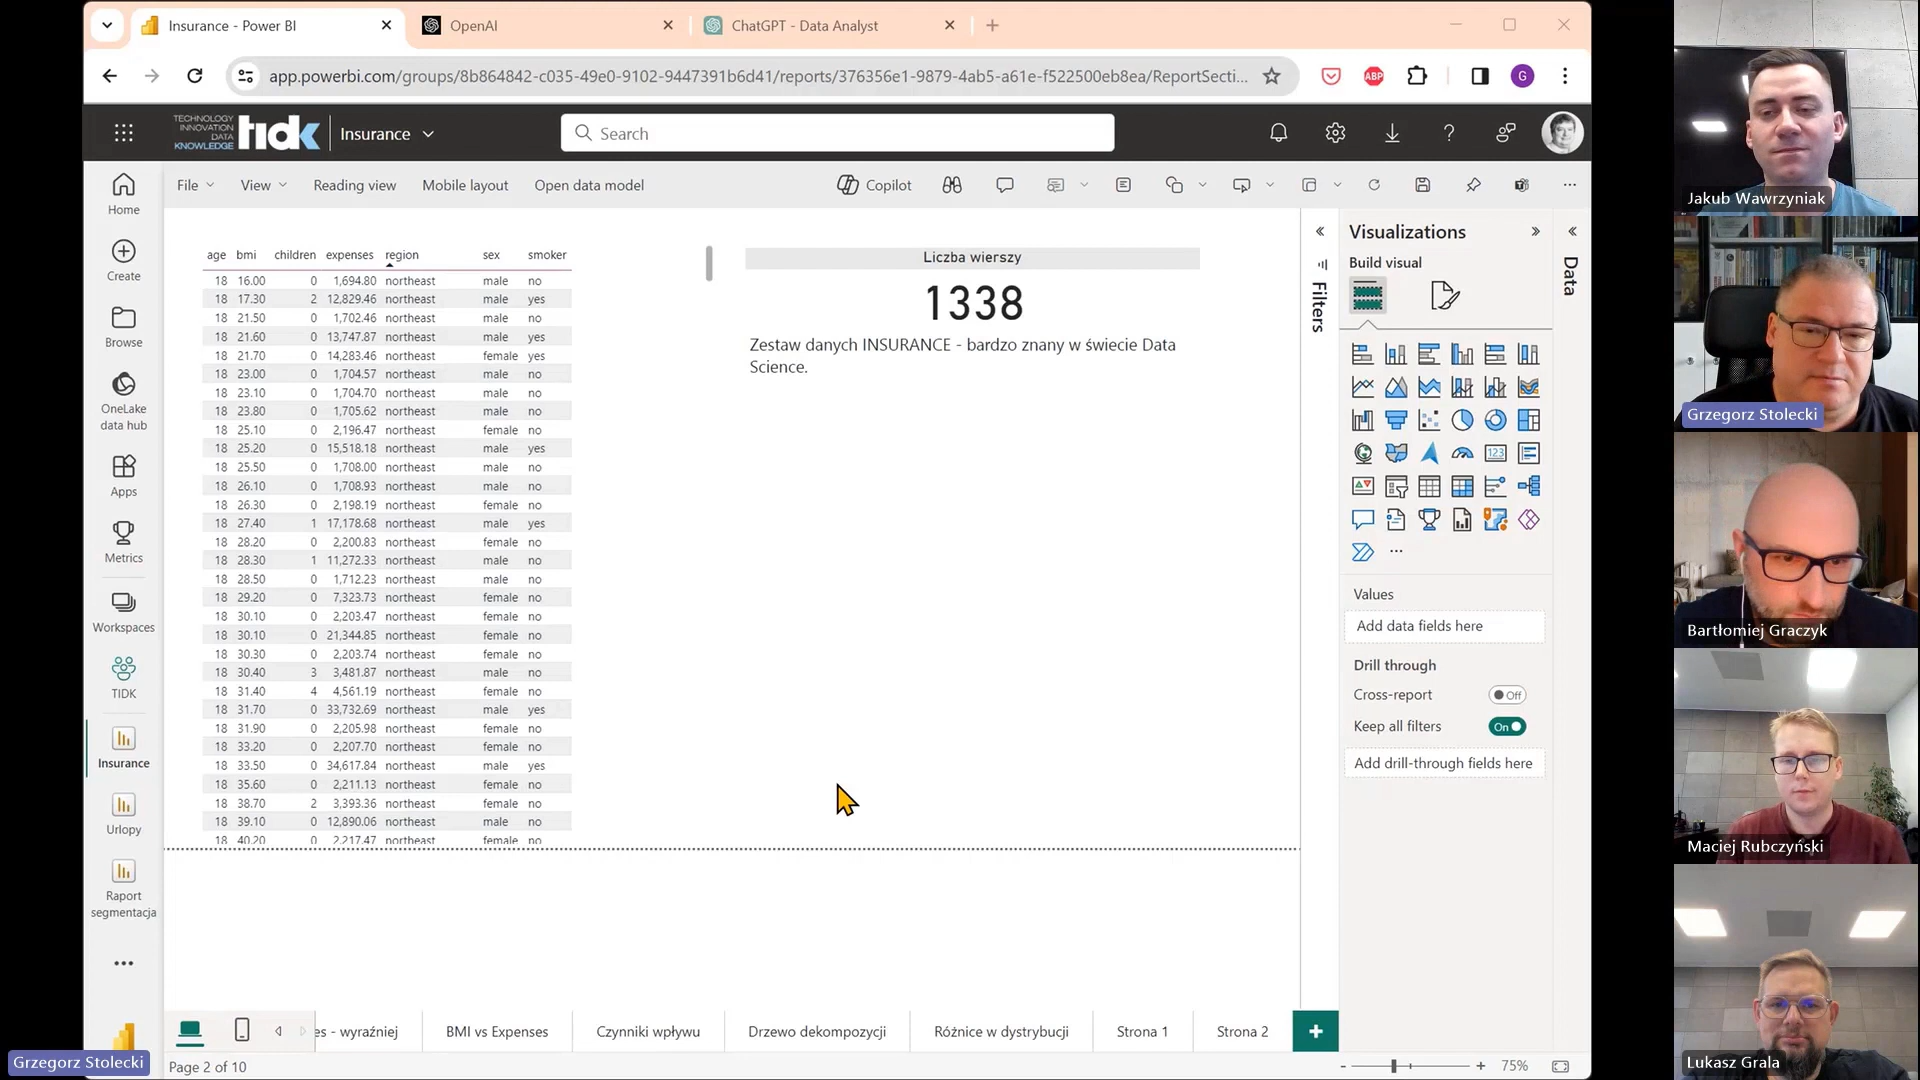 Insurance - Power BI
OpenAI
ChatGPT - Data Analyst
app.powerbi.com/groups/8b864842-c035-49e0-9102-9447391b6d41/reports/376356e1-9879-4ab5-a61e-f522500eb8ea/ReportSecti...
ABP
G
TECHNOLOGY
INNOVATION
DATA
KNOWLEDGE
tidk
Insurance
Search
File
View
Reading view
Mobile layout
Open data model
Copilot
Home
Create
Browse
OneLake
data hub
Apps
Metrics
Workspaces
TIDK
Insurance
Urlopy
Raport
segmentacja
age bmi children expenses region sex smoker
18 16.00 0 1,694.80 northeast male no
18 17.30 2 12,829.46 northeast male yes
18 21.50 0 1,702.46 northeast male no
18 21.60 0 13,747.87 northeast male yes
18 21.70 0 14,283.46 northeast female yes
18 23.00 0 1,704.57 northeast male no
18 23.10 0 1,704.70 northeast male no
18 23.80 0 1,705.62 northeast male no
18 25.10 0 2,196.47 northeast female no
18 25.20 0 15,518.18 northeast male yes
18 25.50 0 1,708.00 northeast male no
18 26.10 0 1,708.93 northeast male no
18 26.30 0 2,198.19 northeast female no
18 27.40 1 17,178.68 northeast male yes
18 28.20 0 2,200.83 northeast female no
18 28.30 1 11,272.33 northeast male no
18 28.50 0 1,712.23 northeast male no
18 29.20 0 7,323.73 northeast female no
18 30.10 0 2,203.47 northeast female no
18 30.10 0 21,344.85 northeast female no
18 30.30 0 2,203.74 northeast female no
18 30.40 3 3,481.87 northeast male no
18 31.40 4 4,561.19 northeast female no
18 31.70 0 33,732.69 northeast male yes
18 31.90 0 2,205.98 northeast female no
18 33.20 0 2,207.70 northeast female no
18 33.50 0 34,617.84 northeast male yes
18 35.60 0 2,211.13 northeast female no
18 38.70 2 3,393.36 northeast female no
18 39.10 0 12,890.06 northeast male no
18 40.20 0 2,217.47 northeast female no
Liczba wierszy
1338
Zestaw danych INSURANCE - bardzo znany w świecie Data
Science.
Filters
Visualizations
Build visual
123
Values
Add data fields here
Drill through
Cross-report
Off
Keep all filters
On
Add drill-through fields here
Data
es - wyraźniej
BMI vs Expenses
Czynniki wpływu
Drzewo dekompozycji
Różnice w dystrybucji
Strona 1
Strona 2
Page 2 of 10
75%
Grzegorz Stolecki
Jakub Wawrzyniak
Grzegorz Stolecki
Bartłomiej Graczyk
Maciej Rubczyński
Lukasz Grala